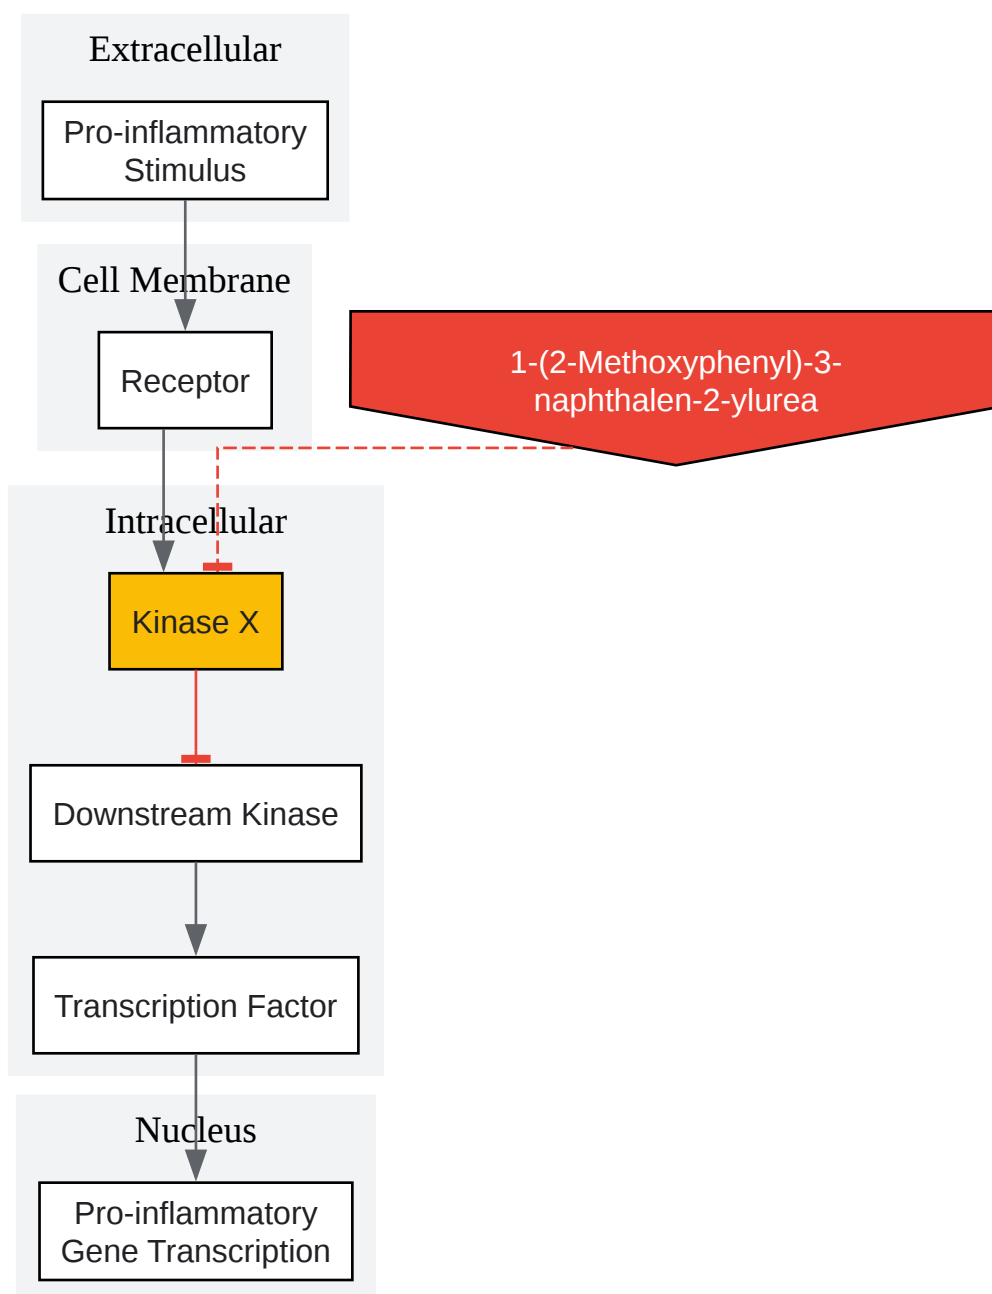 Extracellular
Pro-inflammatory
Stimulus
Cell Membrane
Receptor
1-(2-Methoxyphenyl)-3-
naphthalen-2-ylurea
Intracellular
Kinase X
Downstream Kinase
Transcription Factor
Nucleus
Pro-inflammatory
Gene Transcription